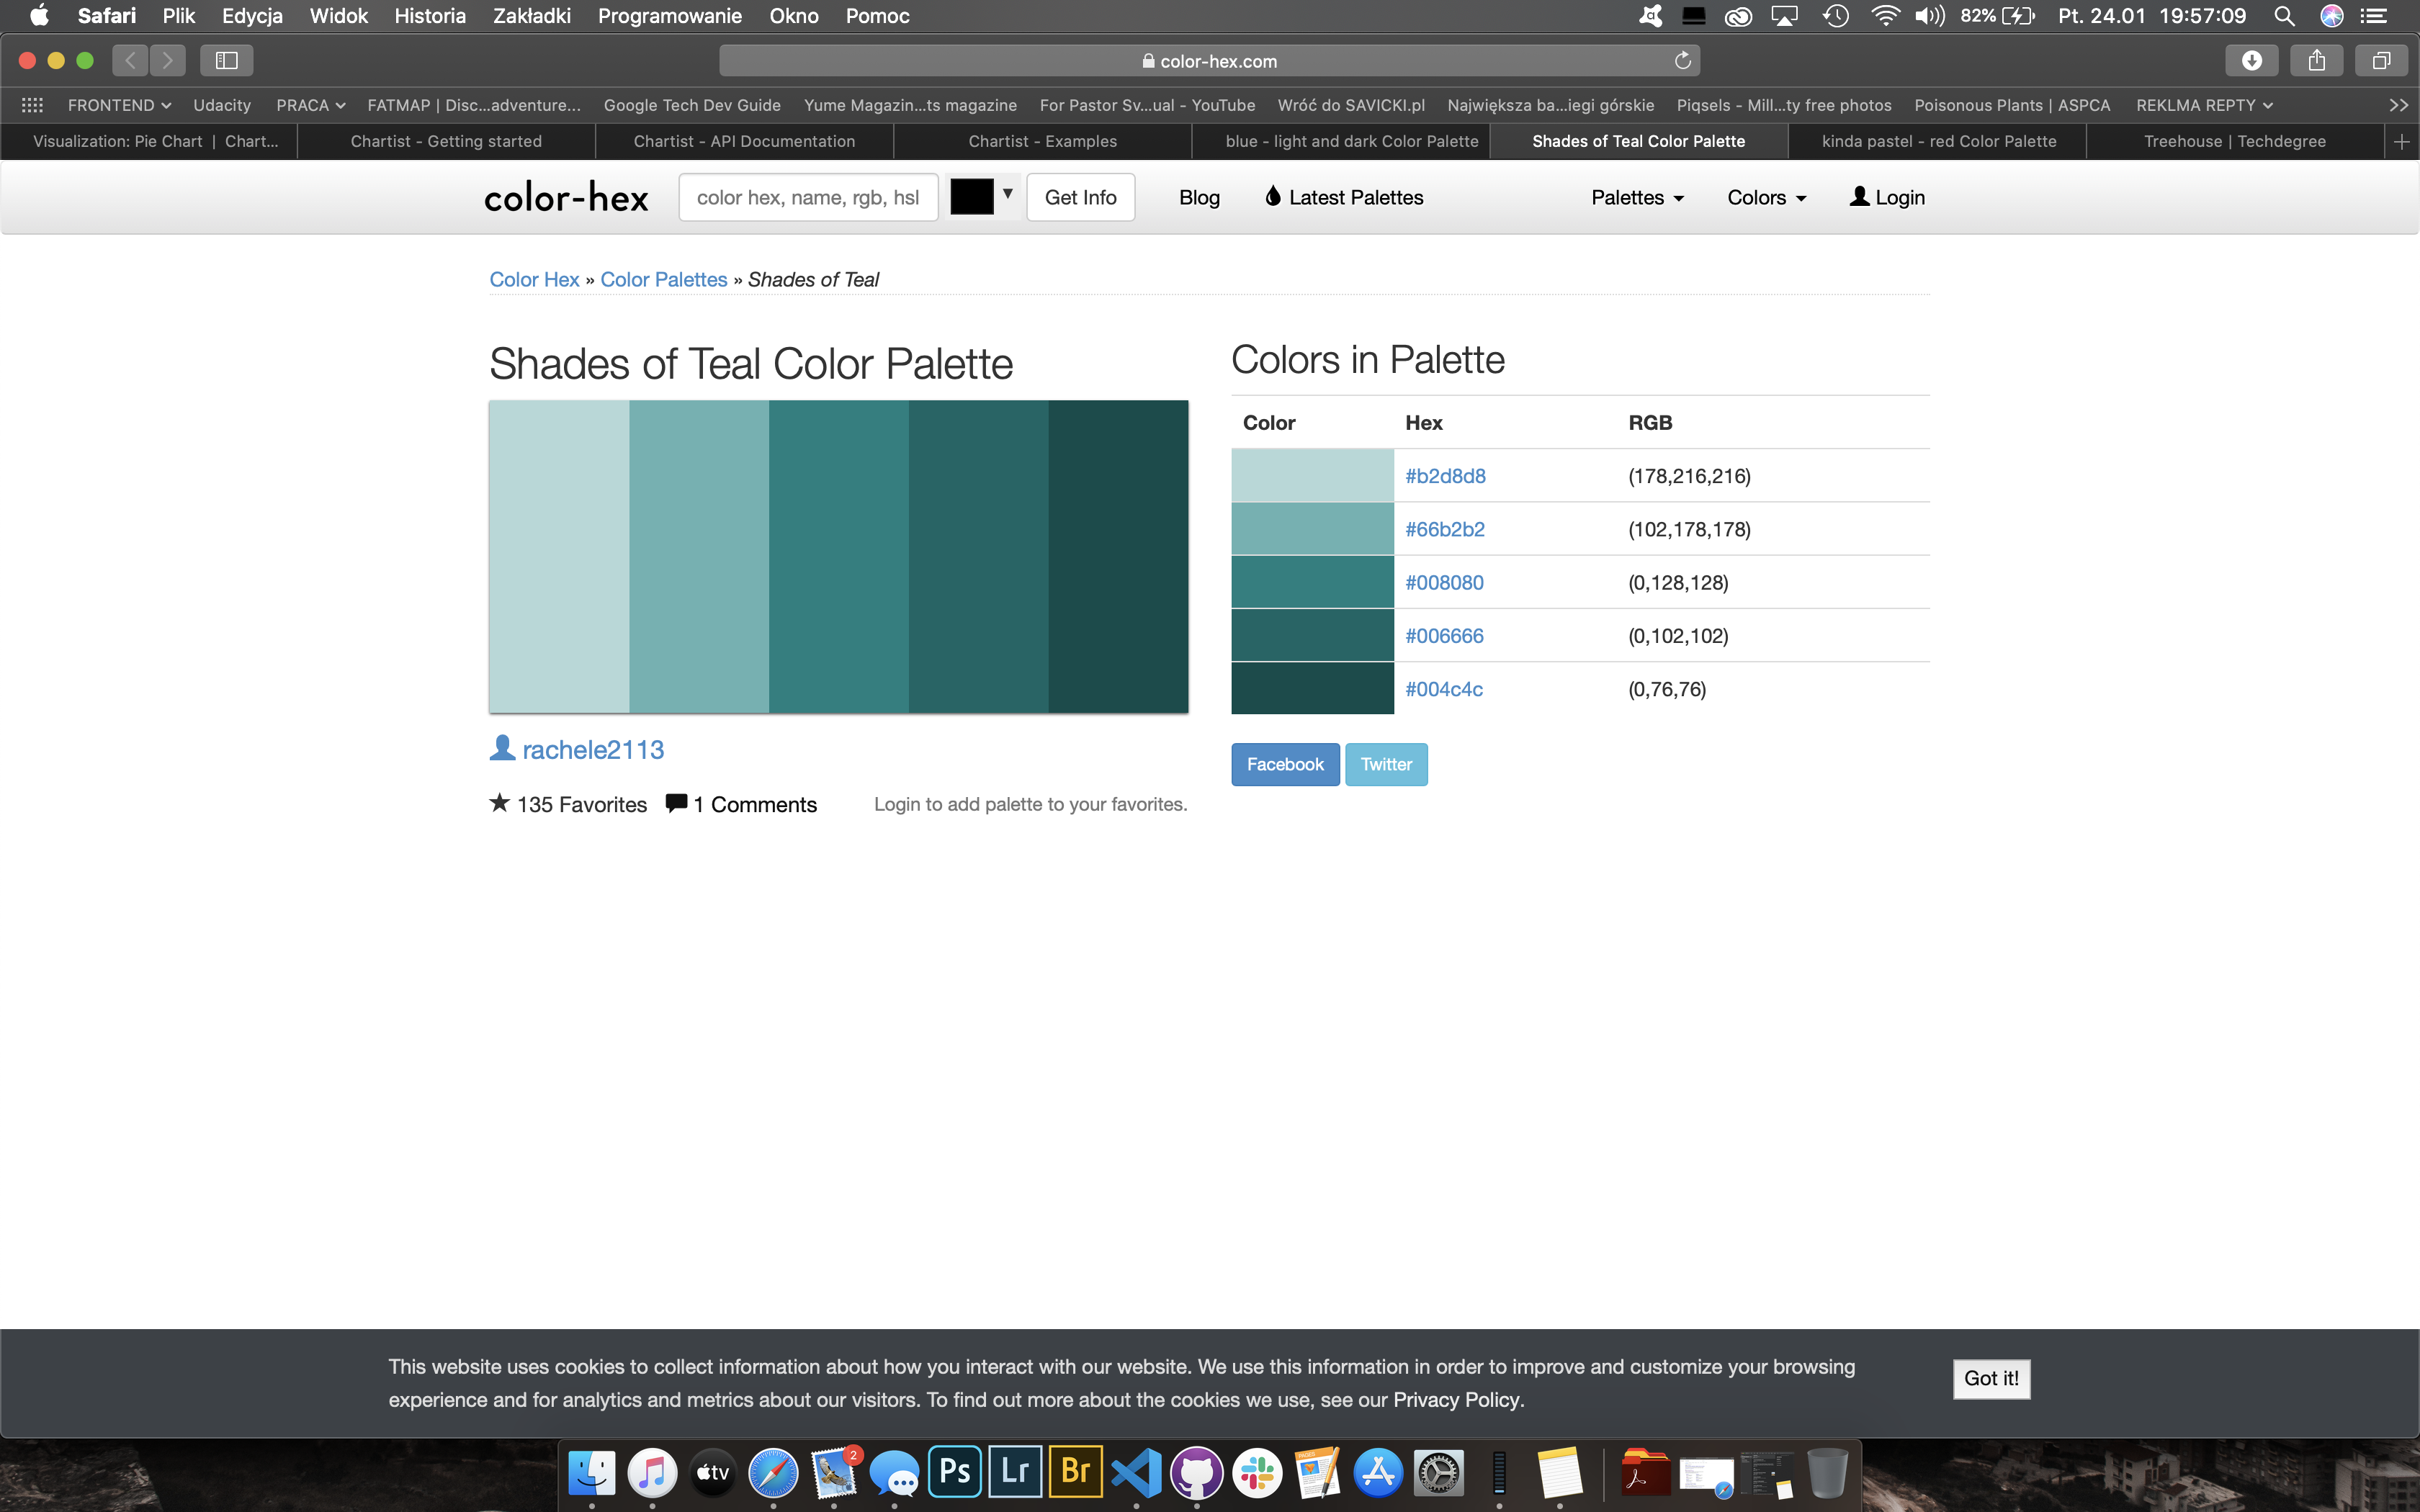 Safari Plik Edycja Widok Historia Zakładki Programowanie Okno Pomoc 82% Pt. 24.01 19:57:09
color-hex.com
FRONTEND Udacity PRACA FATMAP | Disc...adventure... Google Tech Dev Guide Yume Magazin...ts magazine For Pastor Sv...ual - YouTube Wróć do SAVICKI.pl Największa ba...iegi górskie Piqsels - Mill...ty free photos Poisonous Plants | ASPCA REKLMA REPTY
Visualization: Pie Chart | Chart... Chartist - Getting started Chartist - API Documentation Chartist - Examples blue - light and dark Color Palette Shades of Teal Color Palette kinda pastel - red Color Palette Treehouse | Techdegree
color-hex color hex, name, rgb, hsl Get Info Blog Latest Palettes Palettes Colors Login
Color Hex » Color Palettes » Shades of Teal
Shades of Teal Color Palette
Colors in Palette
Color Hex RGB
#b2d8d8 (178,216,216)
#66b2b2 (102,178,178)
#008080 (0,128,128)
#006666 (0,102,102)
#004c4c (0,76,76)
rachele2113
Facebook Twitter
135 Favorites 1 Comments Login to add palette to your favorites.
This website uses cookies to collect information about how you interact with our website. We use this information in order to improve and customize your browsing
experience and for analytics and metrics about our visitors. To find out more about the cookies we use, see our Privacy Policy.
Got it!
tv 2 Ps Lr Br